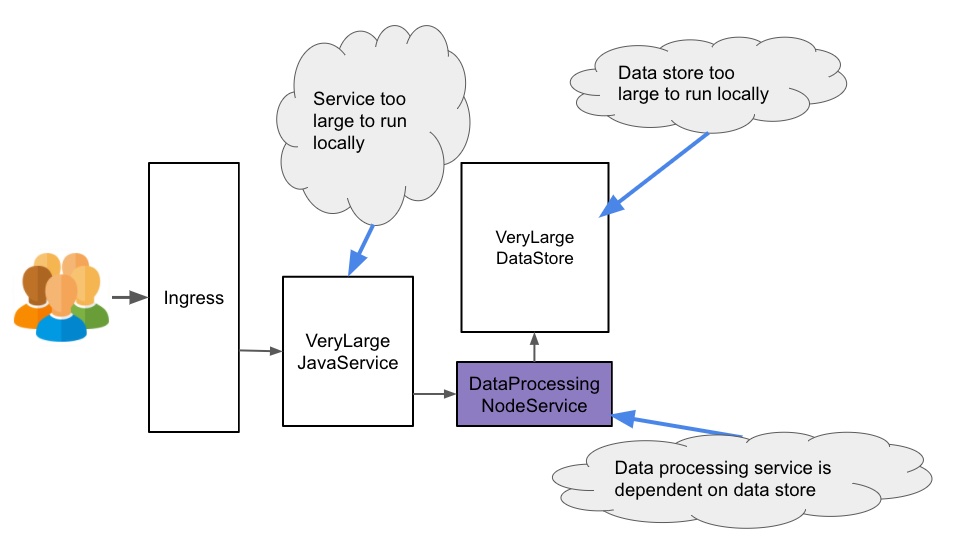 Service too
large to run
locally
Data store too
large to run locally
Ingress
VeryLarge
JavaService
VeryLarge
DataStore
DataProcessing
NodeService
Data processing service is
dependent on data store